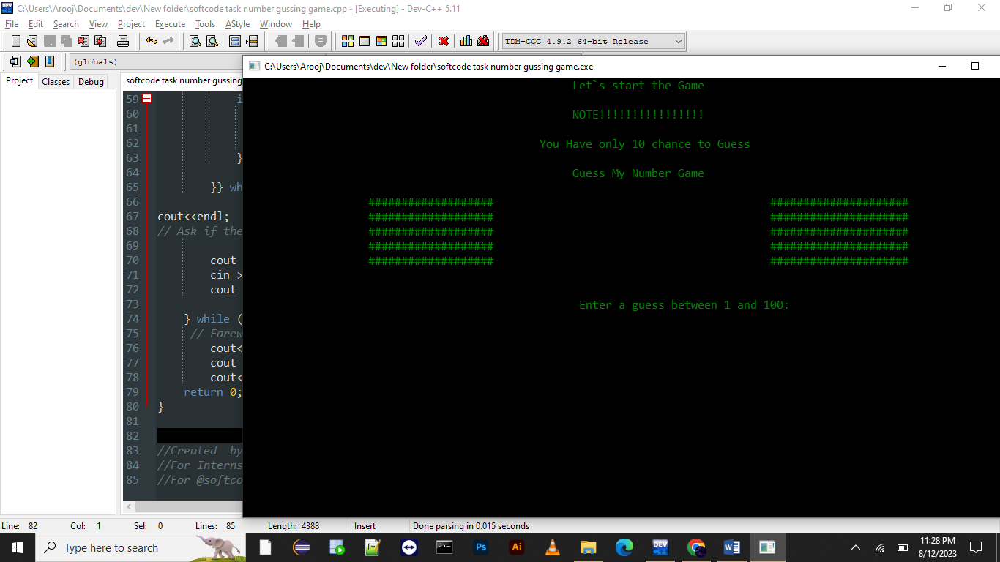 C:\Users\Arooj\Documents\dev\New folder\softcode task number gussing game.cpp - [Executing] - Dev-C++ 5.11
File Edit Search View Project Execute Tools AStyle Window Help
TDM-GCC 4.9.2 64-bit Release
(globals)
Project Classes Debug
softcode task number gussing
59 i
60
61
62
63 }
64
65 }} wh
66
67 cout<<endl;
68 // Ask if the
69
70 cout
71 cin >
72 cout
73
74 } while (
75 // Farew
76 cout<
77 cout
78 cout<
79 return 0;
80 }
81
82
83 //Created by
84 //For Interns
85 //For @softco
C:\Users\Arooj\Documents\dev\New folder\softcode task number gussing game.exe
Let`s start the Game
NOTE!!!!!!!!!!!!!!!!
You Have only 10 chance to Guess
Guess My Number Game
################### #####################
################### #####################
################### #####################
################### #####################
################### #####################
Enter a guess between 1 and 100:
Line: 82 Col: 1 Sel: 0 Lines: 85 Length: 4388 Insert Done parsing in 0.015 seconds
Type here to search
Ps
Ai
DEV
W
11:28 PM
8/12/2023